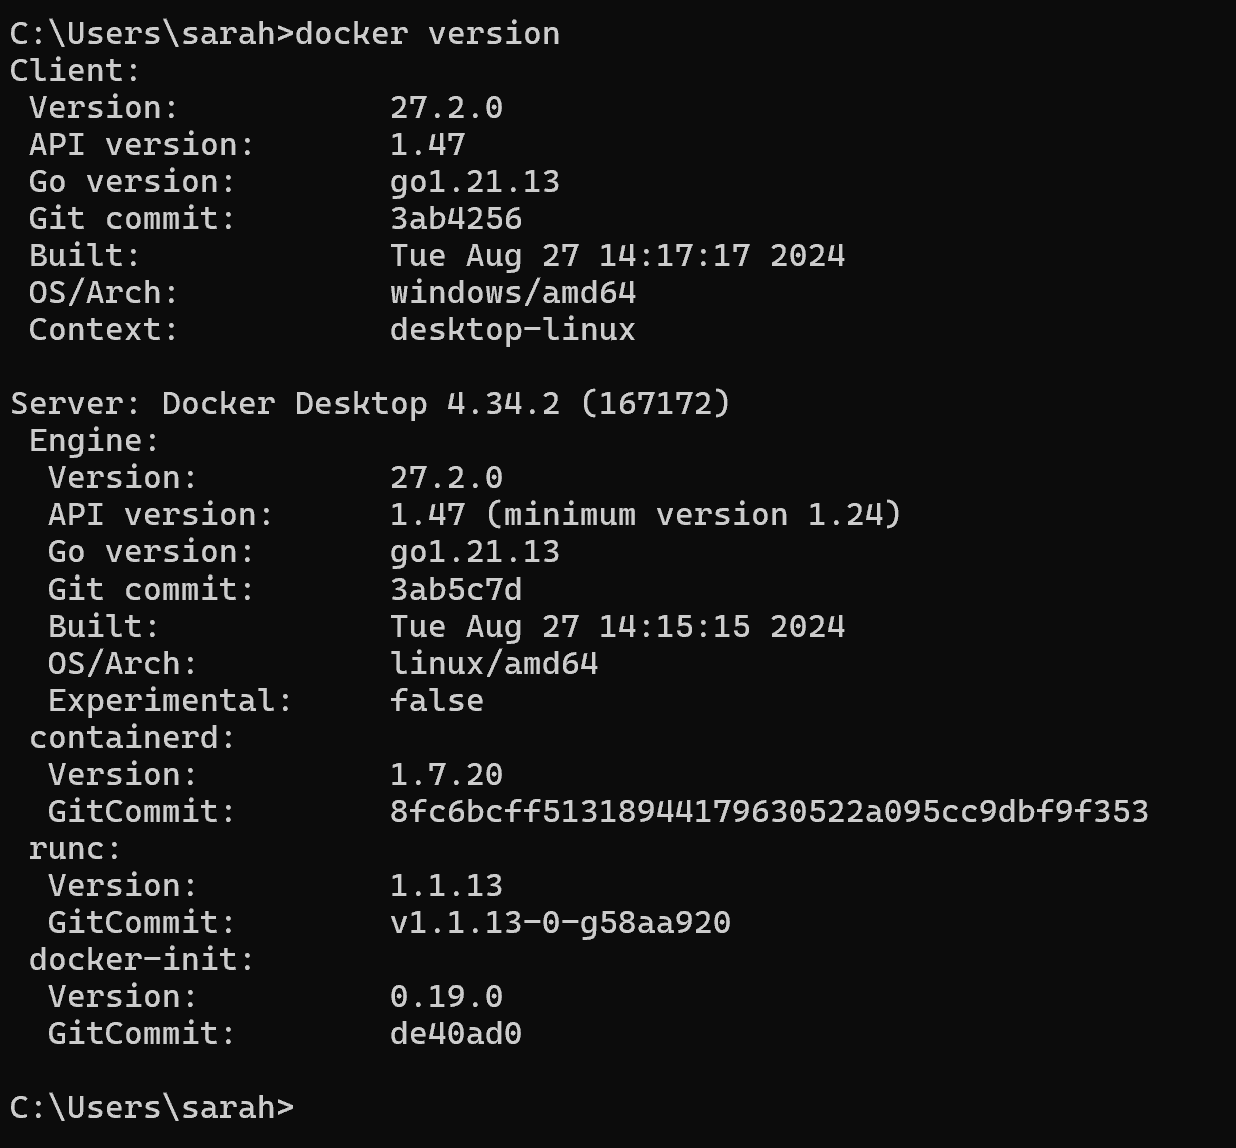 C:\Users\sarah>docker version
Client:
 Version:           27.2.0
 API version:       1.47
 Go version:        go1.21.13
 Git commit:        3ab4256
 Built:             Tue Aug 27 14:17:17 2024
 OS/Arch:           windows/amd64
 Context:           desktop-linux

Server: Docker Desktop 4.34.2 (167172)
 Engine:
  Version:          27.2.0
  API version:      1.47 (minimum version 1.24)
  Go version:       go1.21.13
  Git commit:       3ab5c7d
  Built:            Tue Aug 27 14:15:15 2024
  OS/Arch:          linux/amd64
  Experimental:     false
 containerd:
  Version:          1.7.20
  GitCommit:        8fc6bcff51318944179630522a095cc9dbf9f353
 runc:
  Version:          1.1.13
  GitCommit:        v1.1.13-0-g58aa920
 docker-init:
  Version:          0.19.0
  GitCommit:        de40ad0

C:\Users\sarah>